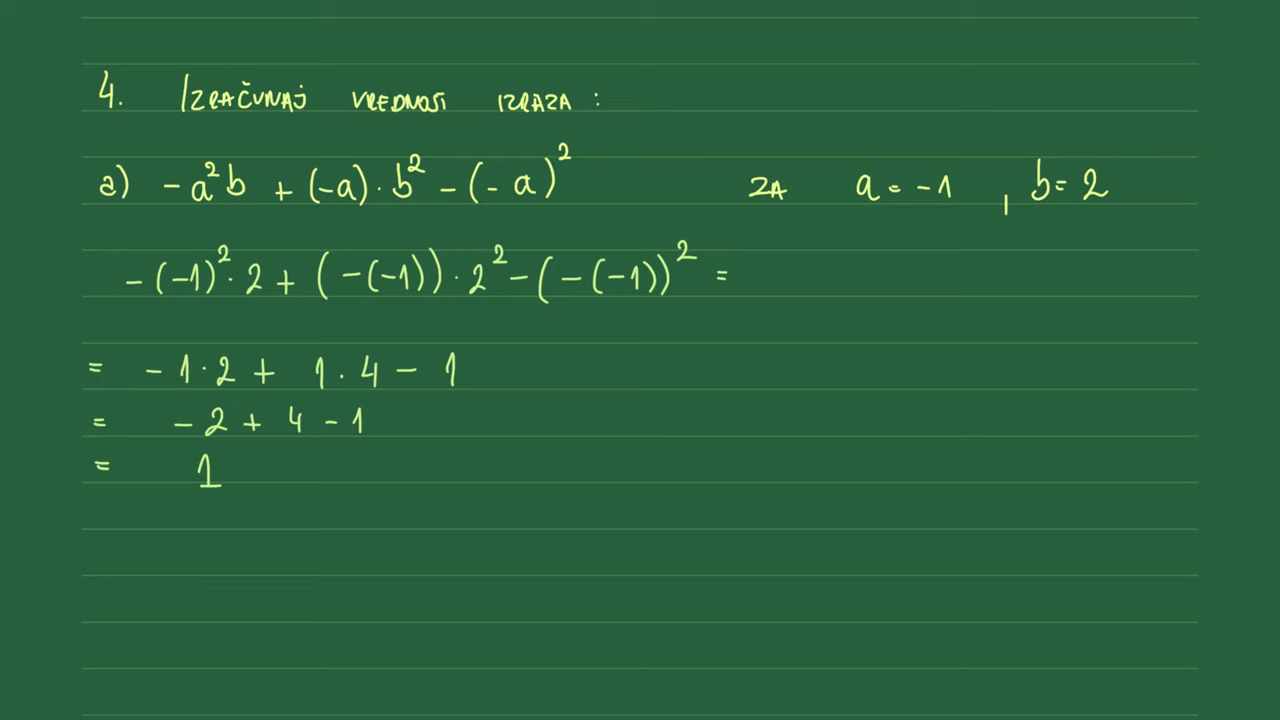 4. IZRAČUNAJ VREDNOST IZRAZA :
a) -a²b + (-a)·b² - (-a)² ZA a = -1 , b = 2
-(-1)²·2 + (-(-1))·2² - (-(-1))² =
= -1·2 + 1·4 - 1
= -2 + 4 - 1
= 1